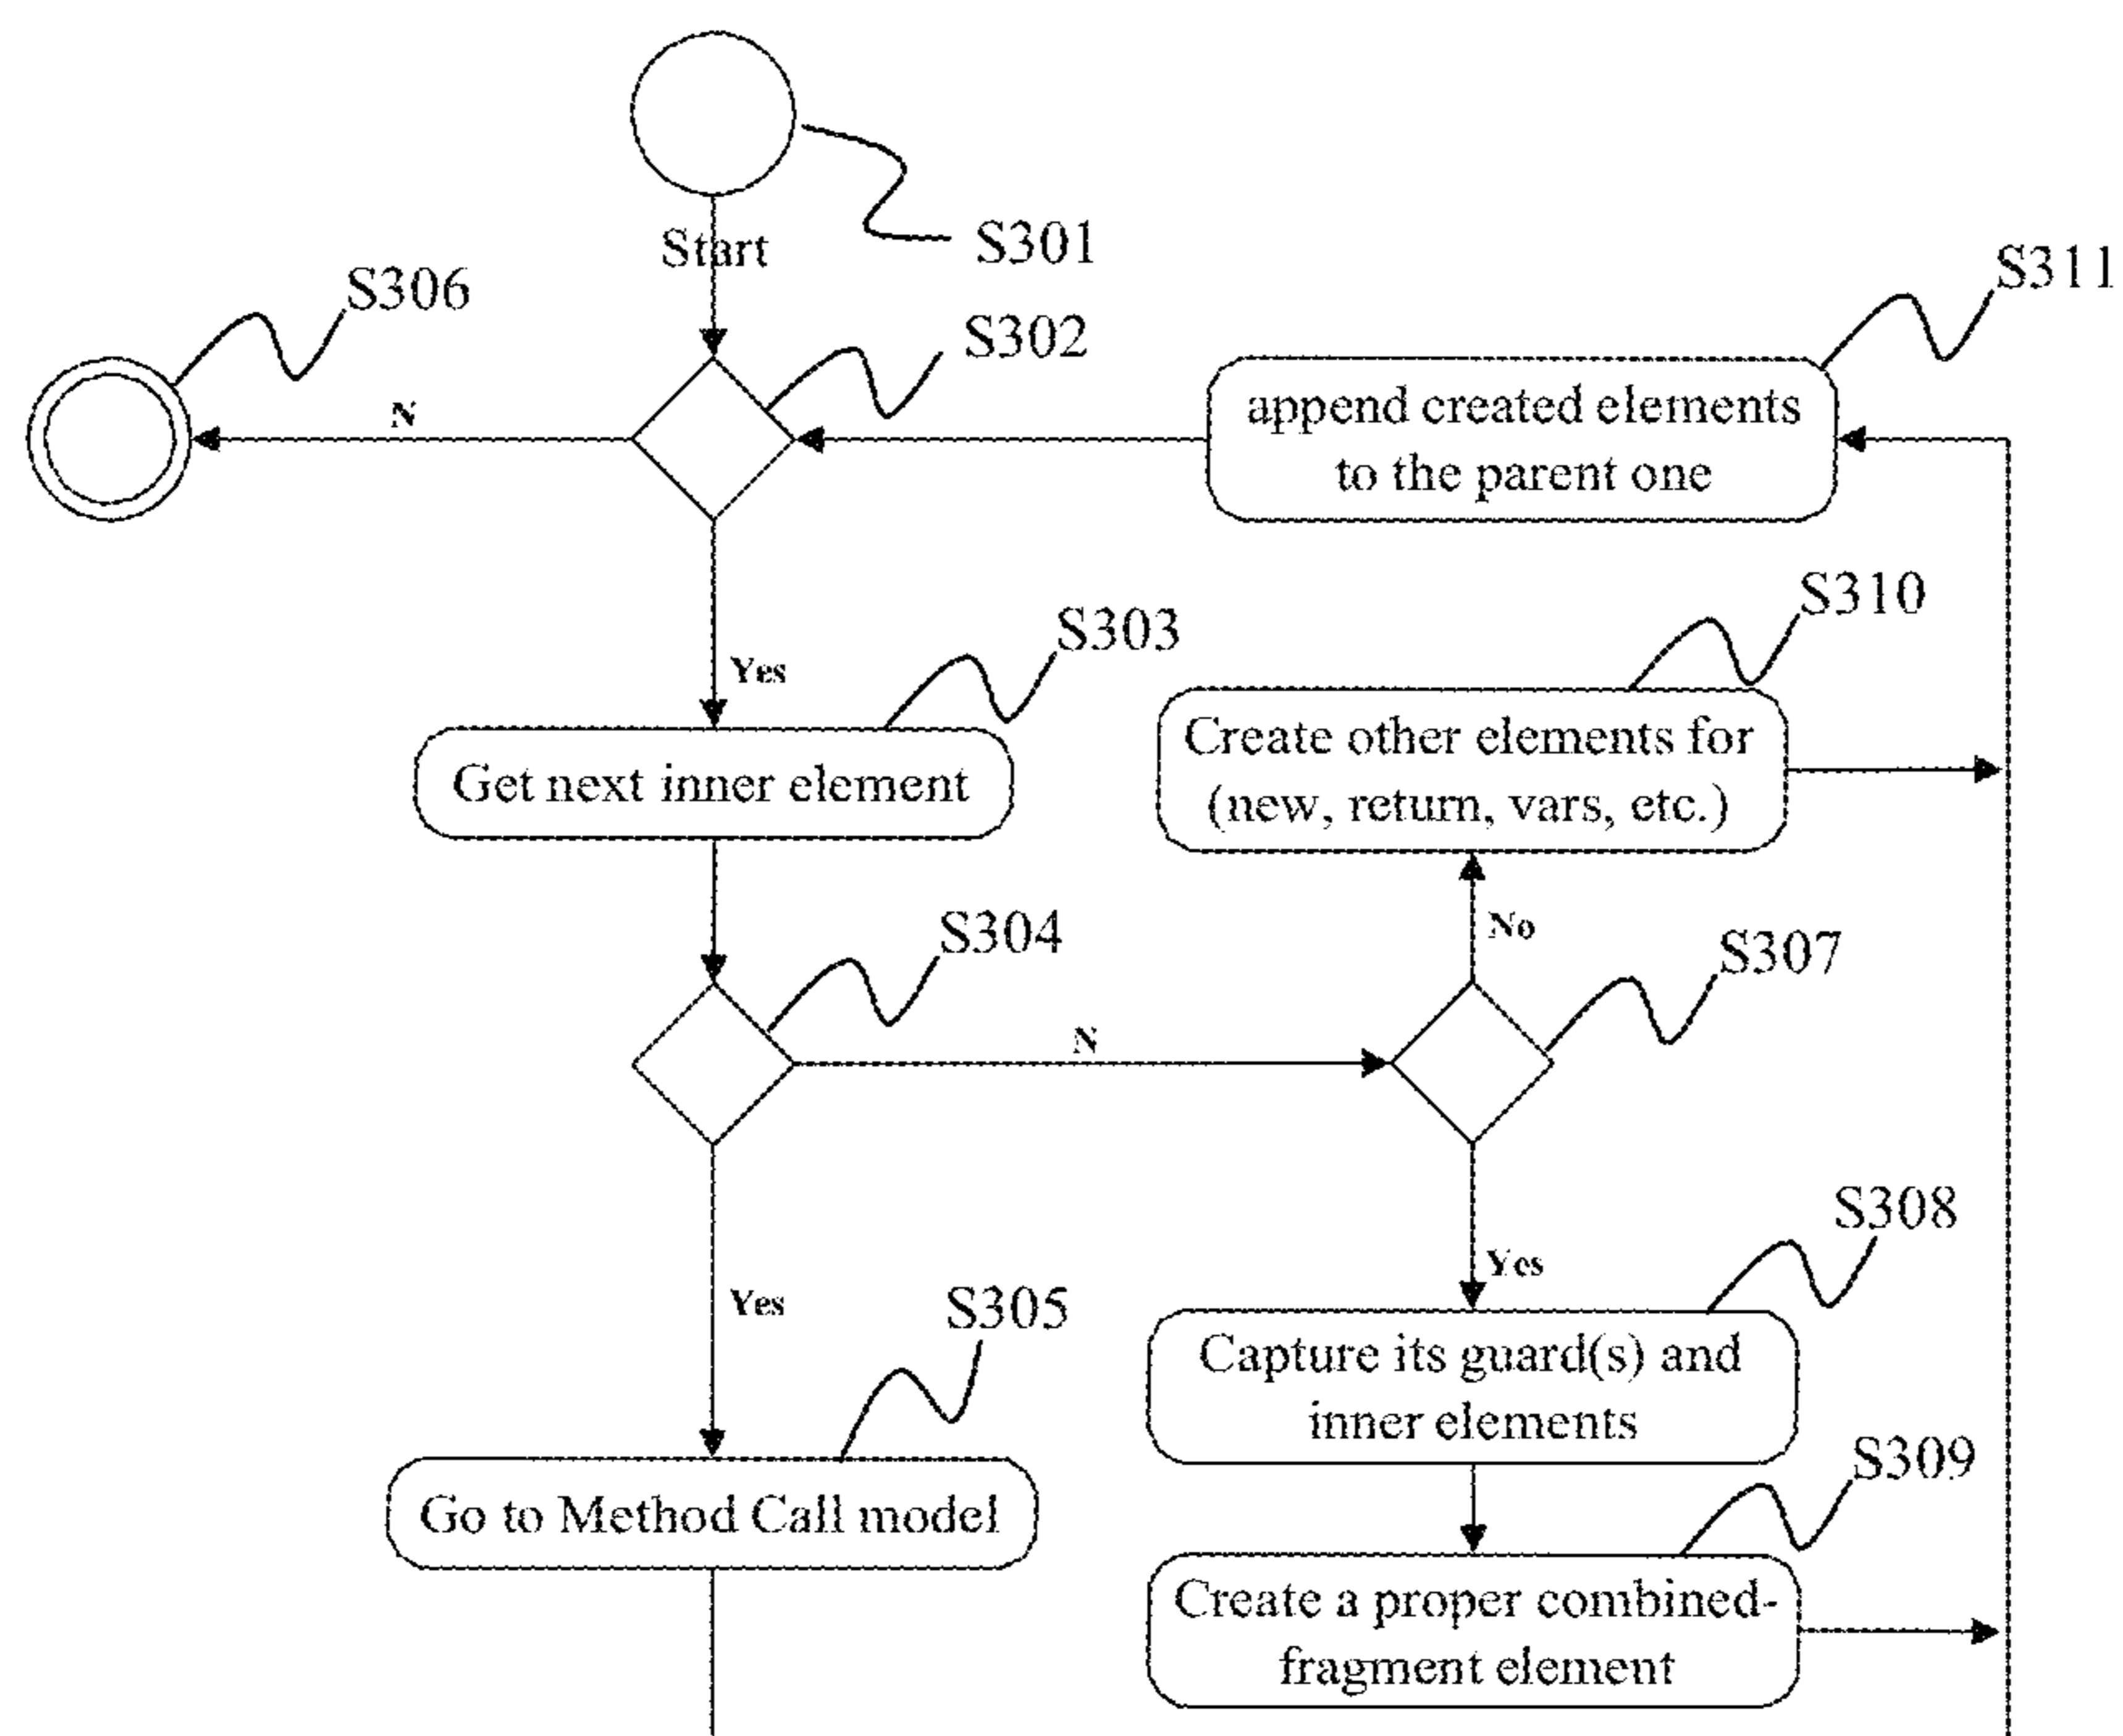 Start
S301
S306
S302
S311
N
append created elements
to the parent one
S310
S303
Yes
Create other elements for
(new, return, vars, etc.)
Get next inner element
S304
No
S307
N
S308
Yes
Yes
S305
Capture its guard(s) and
inner elements
S309
Go to Method Call model
Create a proper combined-
fragment element